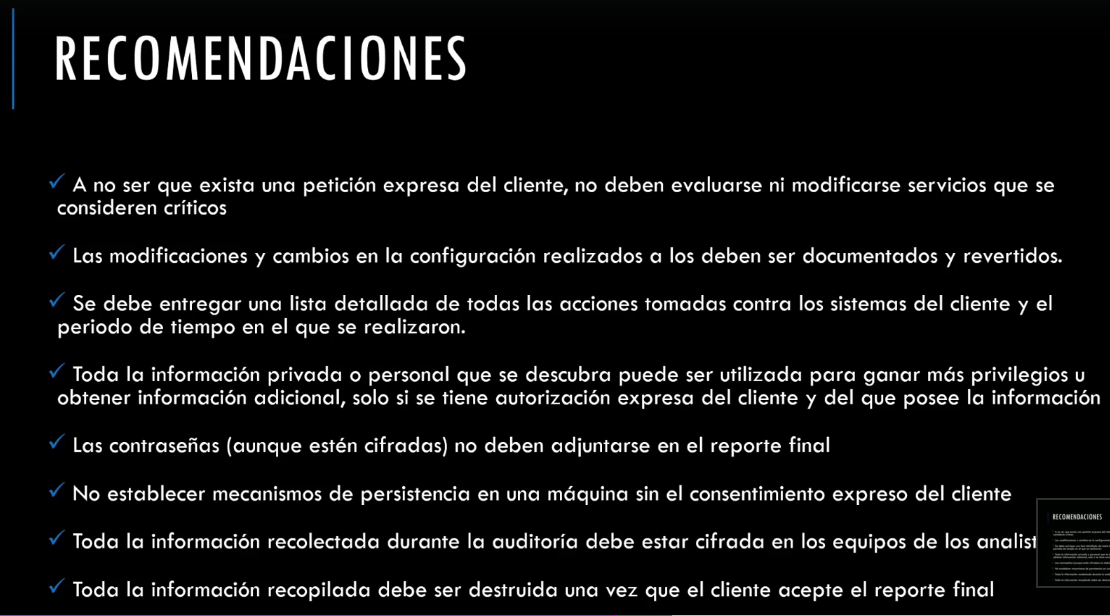 RECOMENDACIONES
✓ A no ser que exista una petición expresa del cliente, no deben evaluarse ni modificarse servicios que se
consideren críticos
✓ Las modificaciones y cambios en la configuración realizados a los deben ser documentados y revertidos.
✓ Se debe entregar una lista detallada de todas las acciones tomadas contra los sistemas del cliente y el
periodo de tiempo en el que se realizaron.
✓ Toda la información privada o personal que se descubra puede ser utilizada para ganar más privilegios u
obtener información adicional, solo si se tiene autorización expresa del cliente y del que posee la información
✓ Las contraseñas (aunque estén cifradas) no deben adjuntarse en el reporte final
✓ No establecer mecanismos de persistencia en una máquina sin el consentimiento expreso del cliente
✓ Toda la información recolectada durante la auditoría debe estar cifrada en los equipos de los analist
✓ Toda la información recopilada debe ser destruida una vez que el cliente acepte el reporte final
RECOMENDACIONES